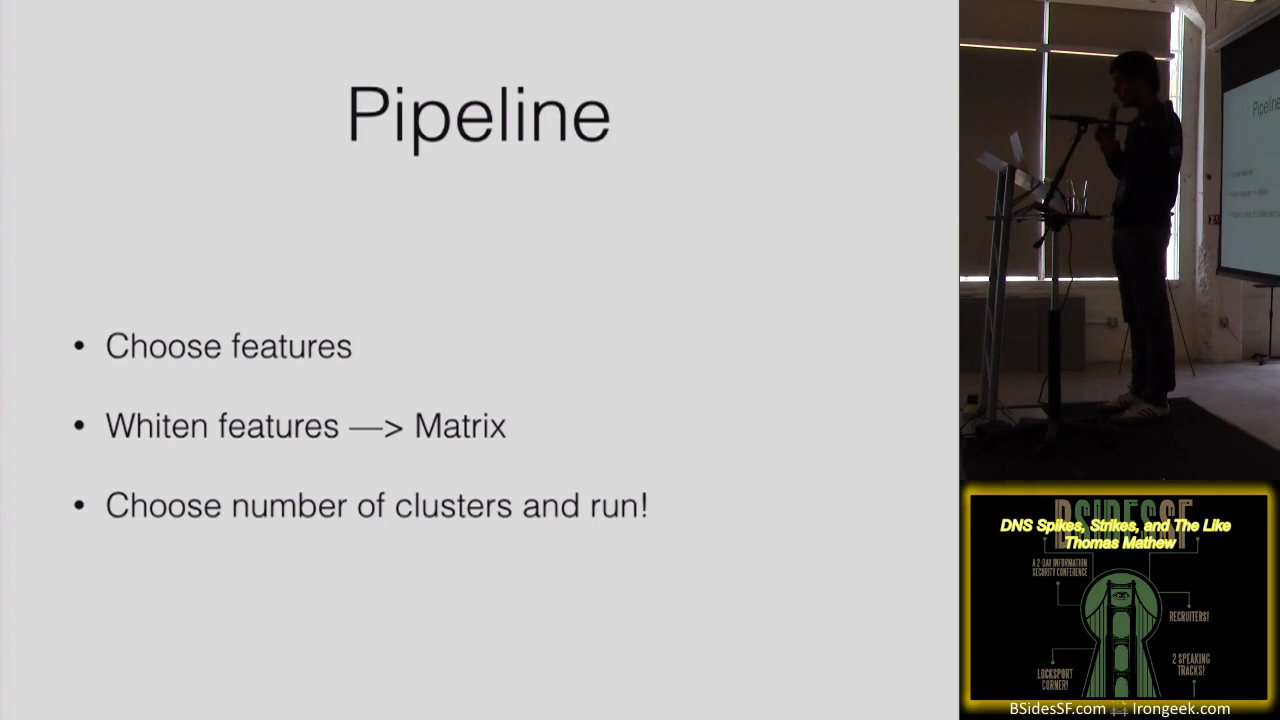 Pipeline
• Choose features
• Whiten features —> Matrix
• Choose number of clusters and run!
Pipeline
BSIDESSF
DNS Spikes, Strikes, and The Like
Thomas Mathew
A 2-DAY INFORMATION
SECURITY CONFERENCE
RECRUITERS!
LOCKSPORT
CORNER!
2 SPEAKING
TRACKS!
BSidesSF.com Irongeek.com